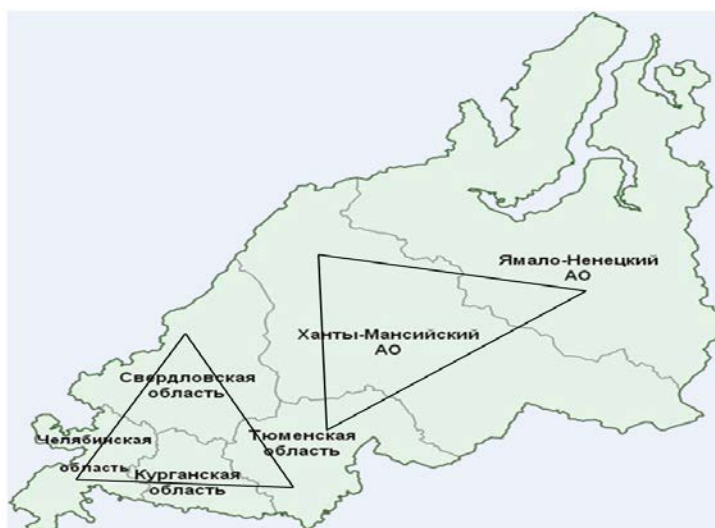 Ямало-Ненецкий
АО
Ханты-Мансийский
АО
Свердловская
область
Челябинская
область
Тюменская
область
Курганская
область